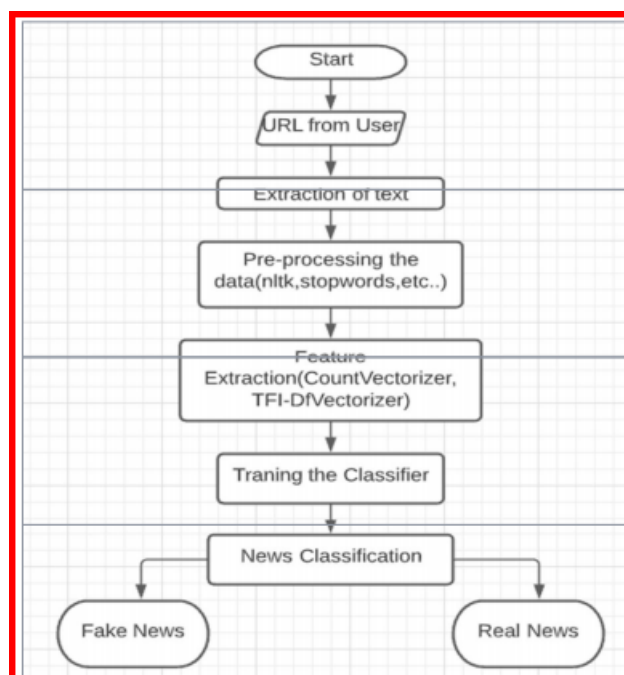 Start
URL from User
Extraction of text
Pre-processing the
data(nltk,stopwords,etc..)
Feature
Extraction(CountVectorizer,
TFI-DfVectorizer)
Traning the Classifier
News Classification
Fake News
Real News